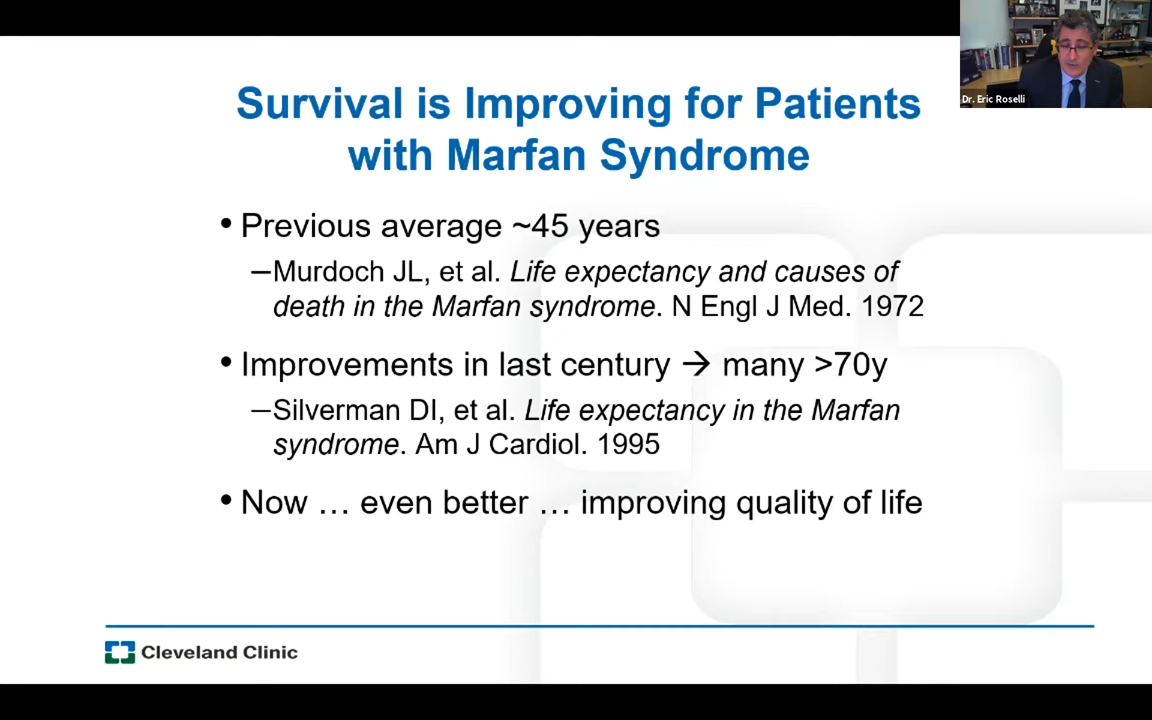 Dr. Eric Roselli
Survival is Improving for Patients
with Marfan Syndrome
• Previous average ~45 years
–Murdoch JL, et al. Life expectancy and causes of
death in the Marfan syndrome. N Engl J Med. 1972
• Improvements in last century → many >70y
–Silverman DI, et al. Life expectancy in the Marfan
syndrome. Am J Cardiol. 1995
• Now … even better … improving quality of life
Cleveland Clinic